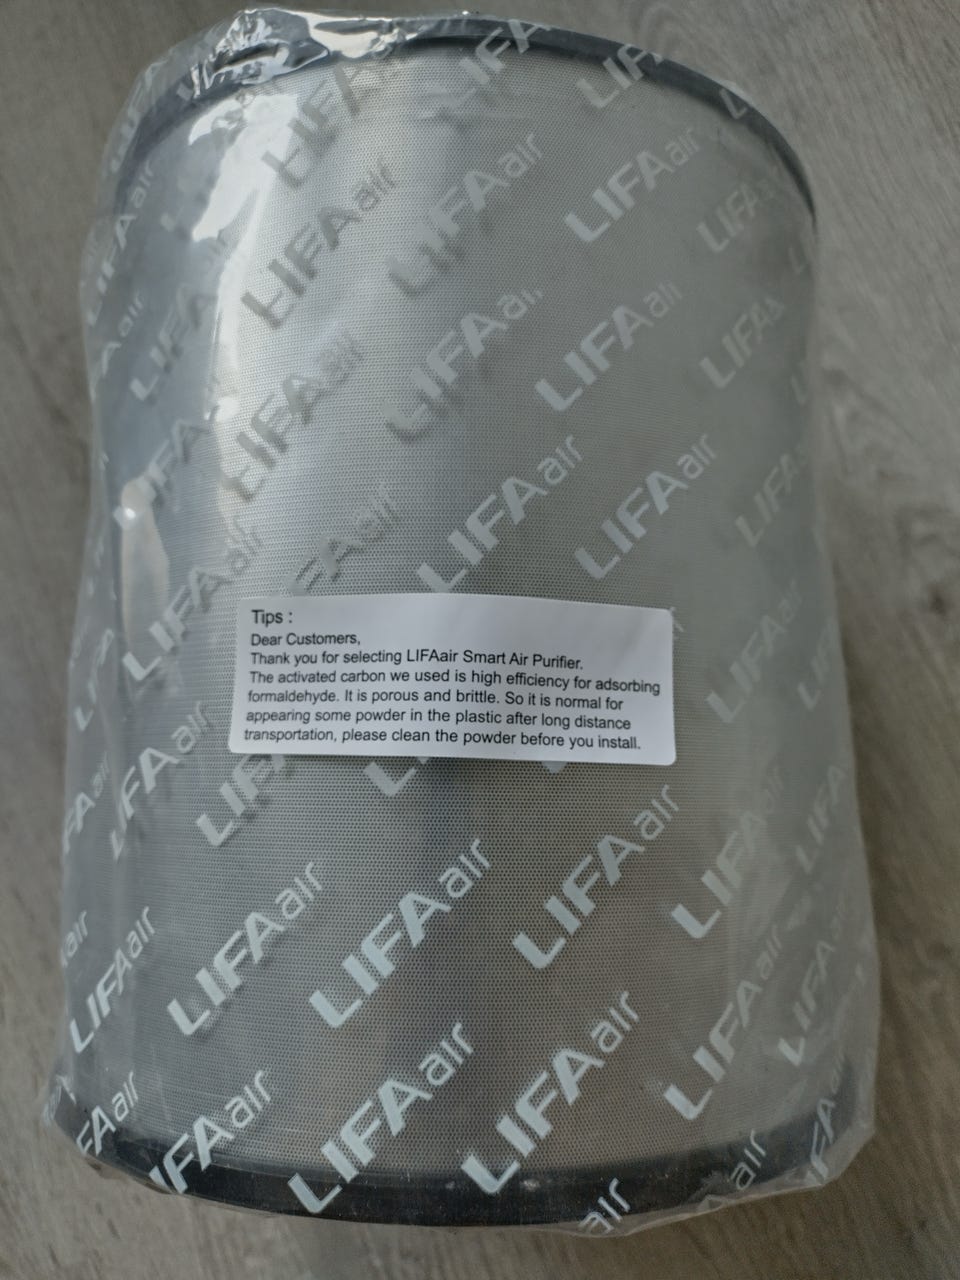 LIFAair
Tips :
Dear Customers,
Thank you for selecting LIFAair Smart Air Purifier.
The activated carbon we used is high efficiency for adsorbing
formaldehyde. It is porous and brittle. So it is normal for
appearing some powder in the plastic after long distance
transportation, please clean the powder before you install.
LIFAair
LIFAair
LIFAair
LIFAair
LIFAair